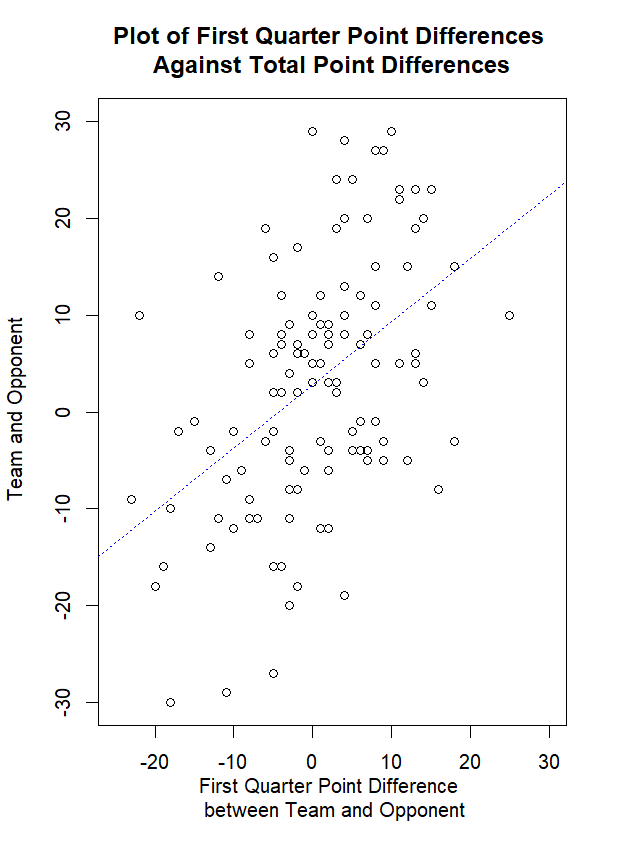 Plot of First Quarter Point Differences
Against Total Point Differences
Team and Opponent
30
20
10
0
-10
-20
-30
-20 -10 0 10 20 30
First Quarter Point Difference
between Team and Opponent